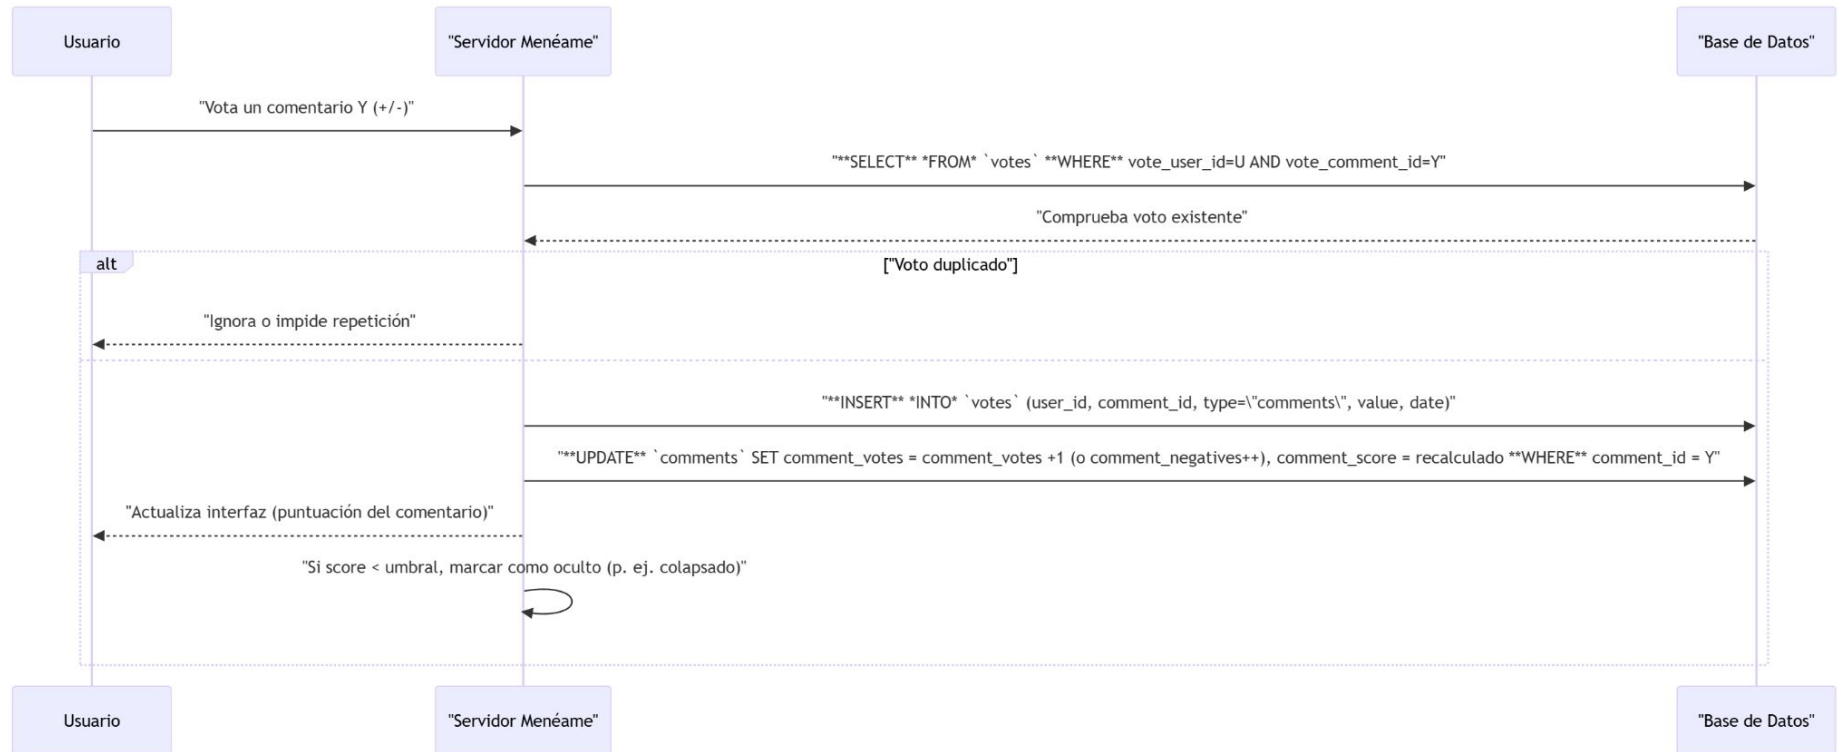 Usuario
"Servidor Menéame"
"Base de Datos"
"Vota un comentario Y (+/-)"
"**SELECT** *FROM* `votes` **WHERE** vote_user_id=U AND vote_comment_id=Y"
"Comprueba voto existente"
alt
["Voto duplicado"]
"Ignora o impide repetición"
"**INSERT** *INTO* `votes` (user_id, comment_id, type=\"comments\", value, date)"
"**UPDATE** `comments` SET comment_votes = comment_votes +1 (o comment_negatives++), comment_score = recalculado **WHERE** comment_id = Y"
"Actualiza interfaz (puntuación del comentario)"
"Si score < umbral, marcar como oculto (p. ej. colapsado)"
Usuario
"Servidor Menéame"
"Base de Datos"